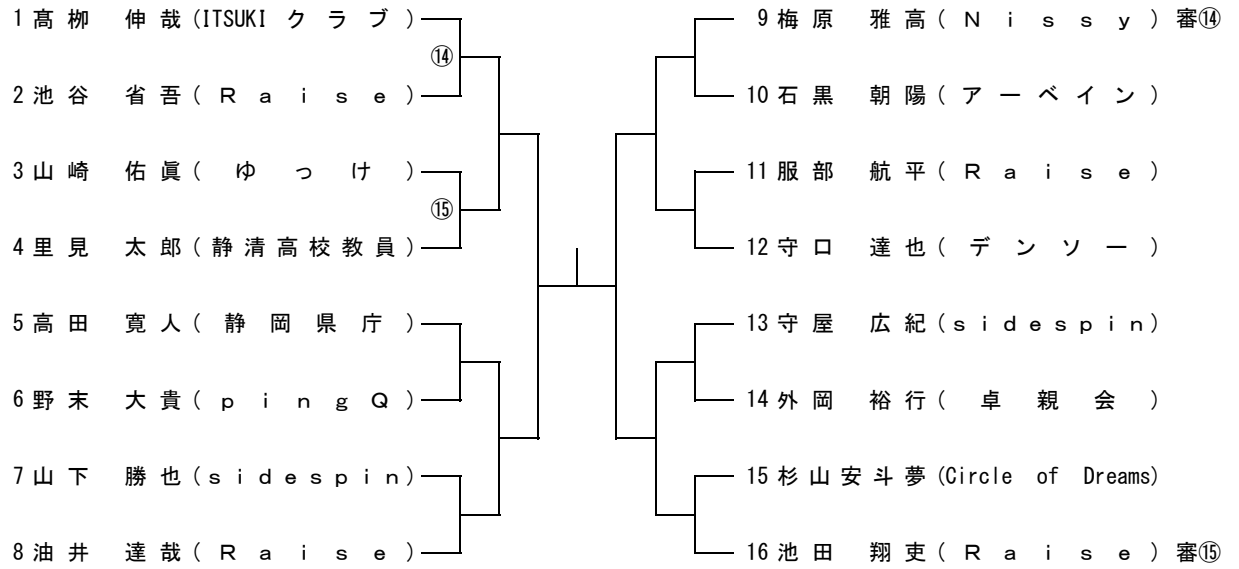 1 髙柳 伸哉 (ITSUKI クラブ)
⑭
2 池谷 省吾 (Raise)
3 山崎 佑眞 (ゆっけ)
⑮
4 里見 太郎 (静清高校教員)
5 高田 寛人 (静岡県庁)
6 野末 大貴 (pingQ)
7 山下 勝也 (sidespin)
8 油井 達哉 (Raise)
9 梅原 雅高 (Nissy) 審⑭
10 石黒 朝陽 (アーベイン)
11 服部 航平 (Raise)
12 守口 達也 (デンソー)
13 守屋 広紀 (sidespin)
14 外岡 裕行 (卓親会)
15 杉山安斗夢 (Circle of Dreams)
16 池田 翔吏 (Raise) 審⑮